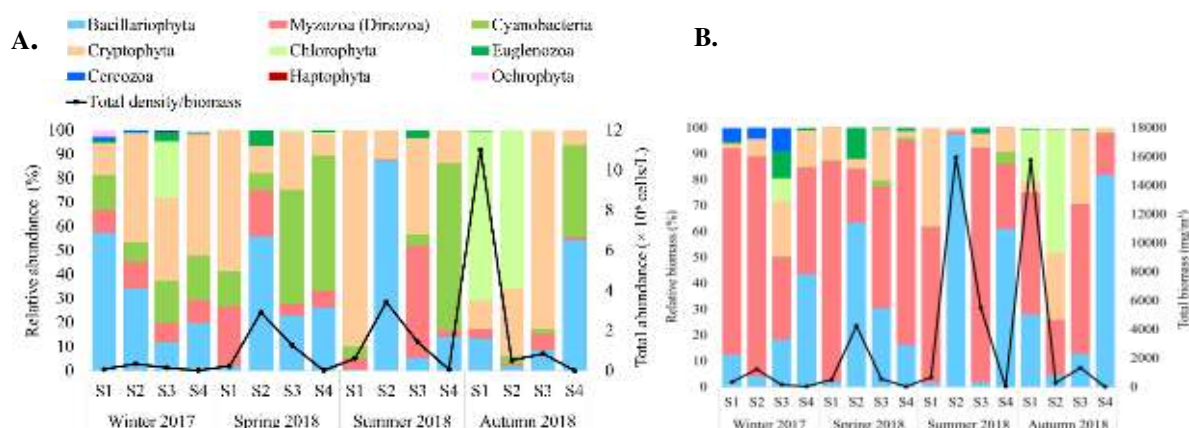 A.
Bacillariophyta Myzozoa (Dinozoa) Cyanobacteria
Cryptophyta Chlorophyta Euglenozoa
Cercozoa Haptophyta Ochrophyta
Total density/biomass
Relative abundance (%)
100
90
80
70
60
50
40
30
20
10
0
12
10
8
6
4
2
0
Total abundance (× 10⁶ cells/L)
S1 S2 S3 S4 S1 S2 S3 S4 S1 S2 S3 S4 S1 S2 S3 S4
Winter 2017 Spring 2018 Summer 2018 Autumn 2018
B.
Relative biomass (%)
100
90
80
70
60
50
40
30
20
10
0
18000
16000
14000
12000
10000
8000
6000
4000
2000
0
Total biomass (mg/m³)
S1 S2 S3 S4 S1 S2 S3 S4 S1 S2 S3 S4 S1 S2 S3 S4
Winter 2017 Spring 2018 Summer 2018 Autumn 2018